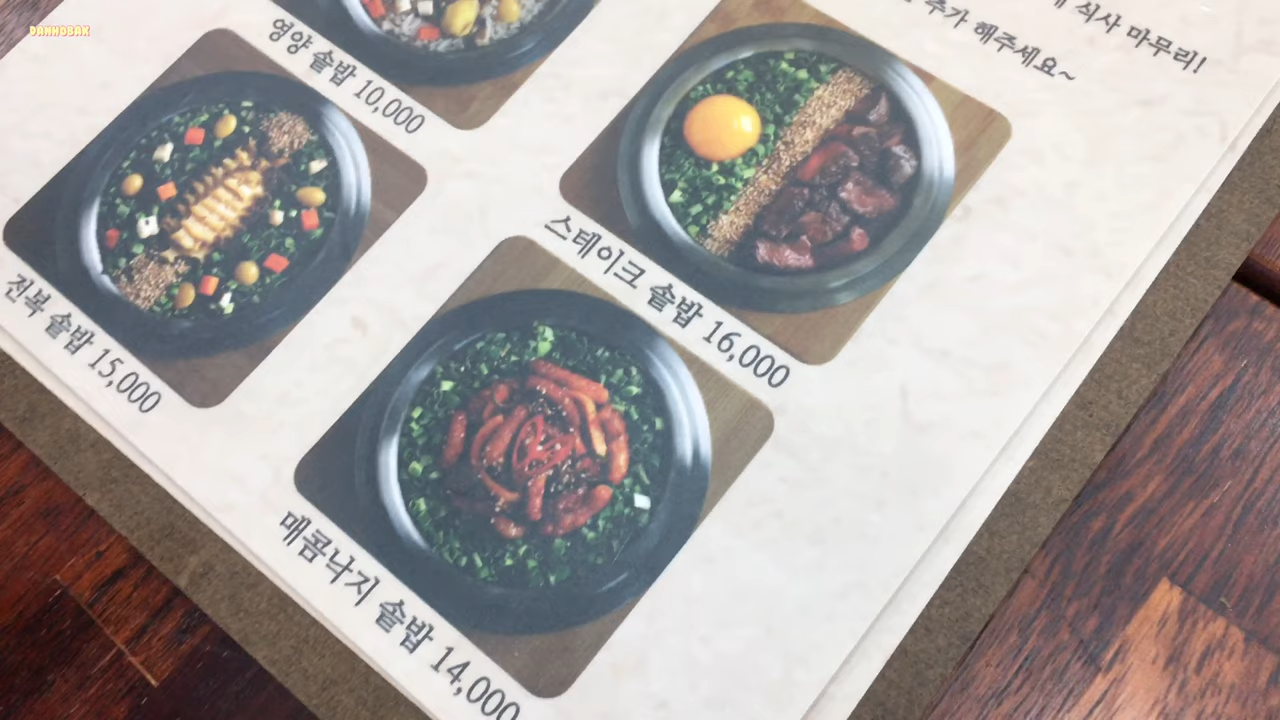 DANHOBAK
식사 마무리!
추가 해주세요~
영양 솥밥 10,000
스테이크 솥밥 16,000
전복 솥밥 15,000
매콤낙지 솥밥 14,000